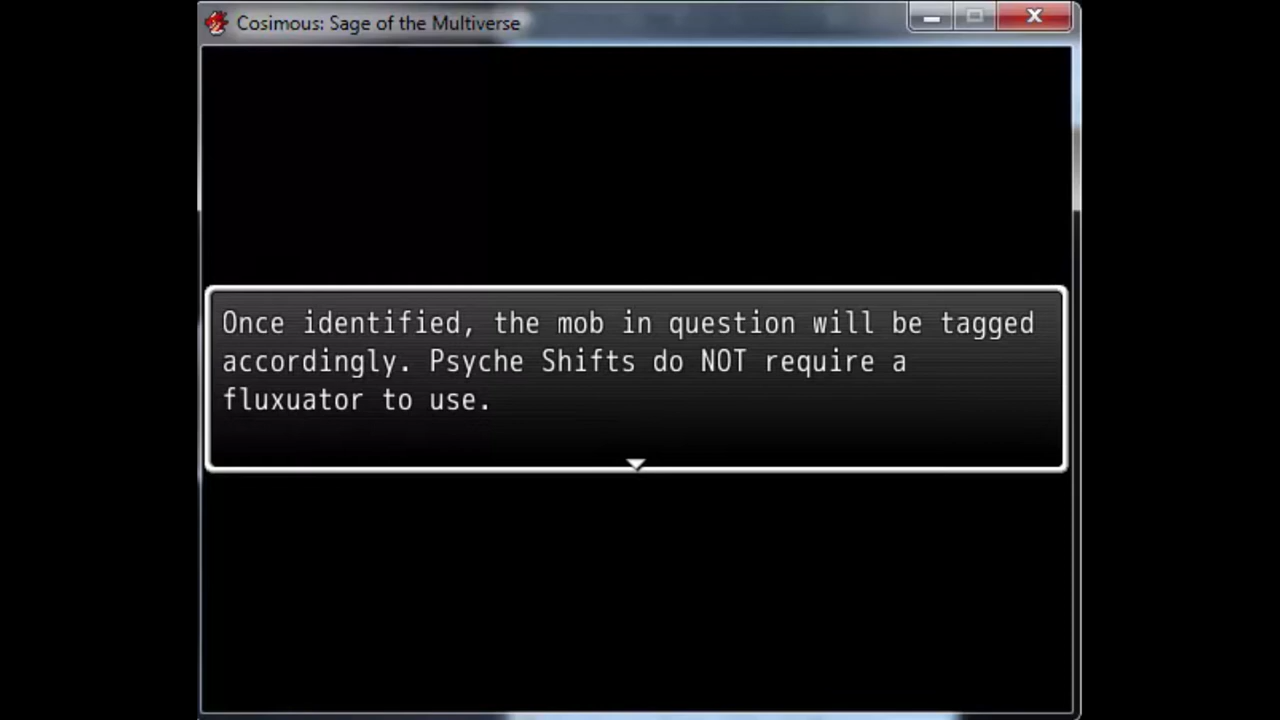 Cosimous: Sage of the Multiverse
Once identified, the mob in question will be tagged
accordingly. Psyche Shifts do NOT require a
fluxuator to use.